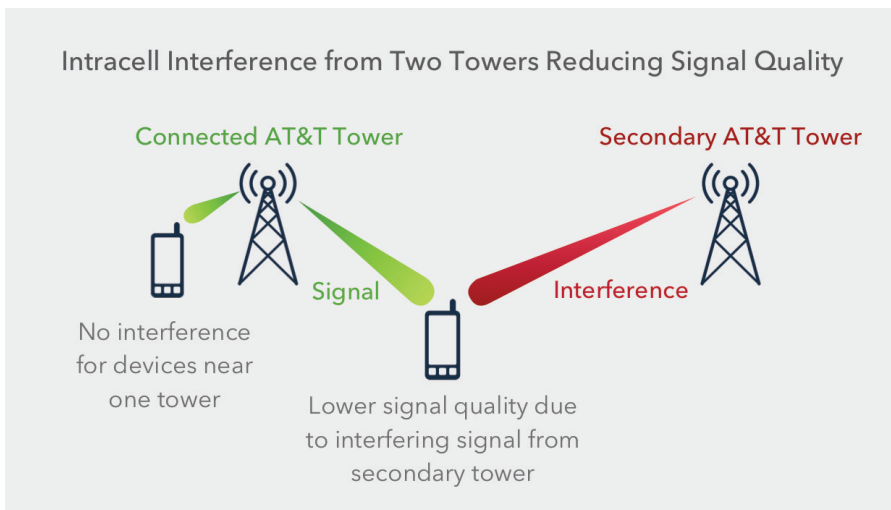 Intracell Interference from Two Towers Reducing Signal Quality
Connected AT&T Tower
Secondary AT&T Tower
Signal
Interference
No interference
for devices near
one tower
Lower signal quality due
to interfering signal from
secondary tower